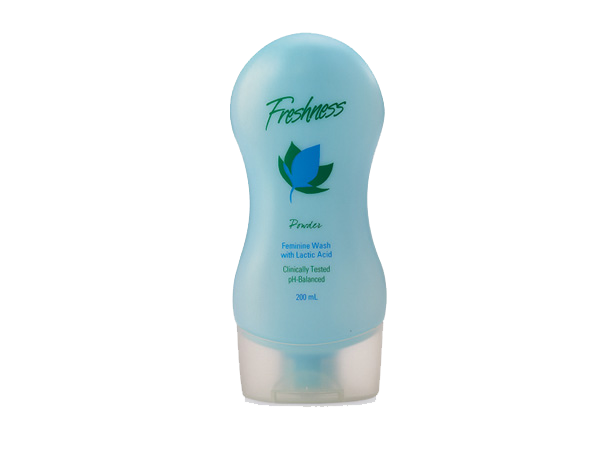 Freshness
Powder
Feminine Wash
with Lactic Acid
Clinically Tested
pH-Balanced
200 mL